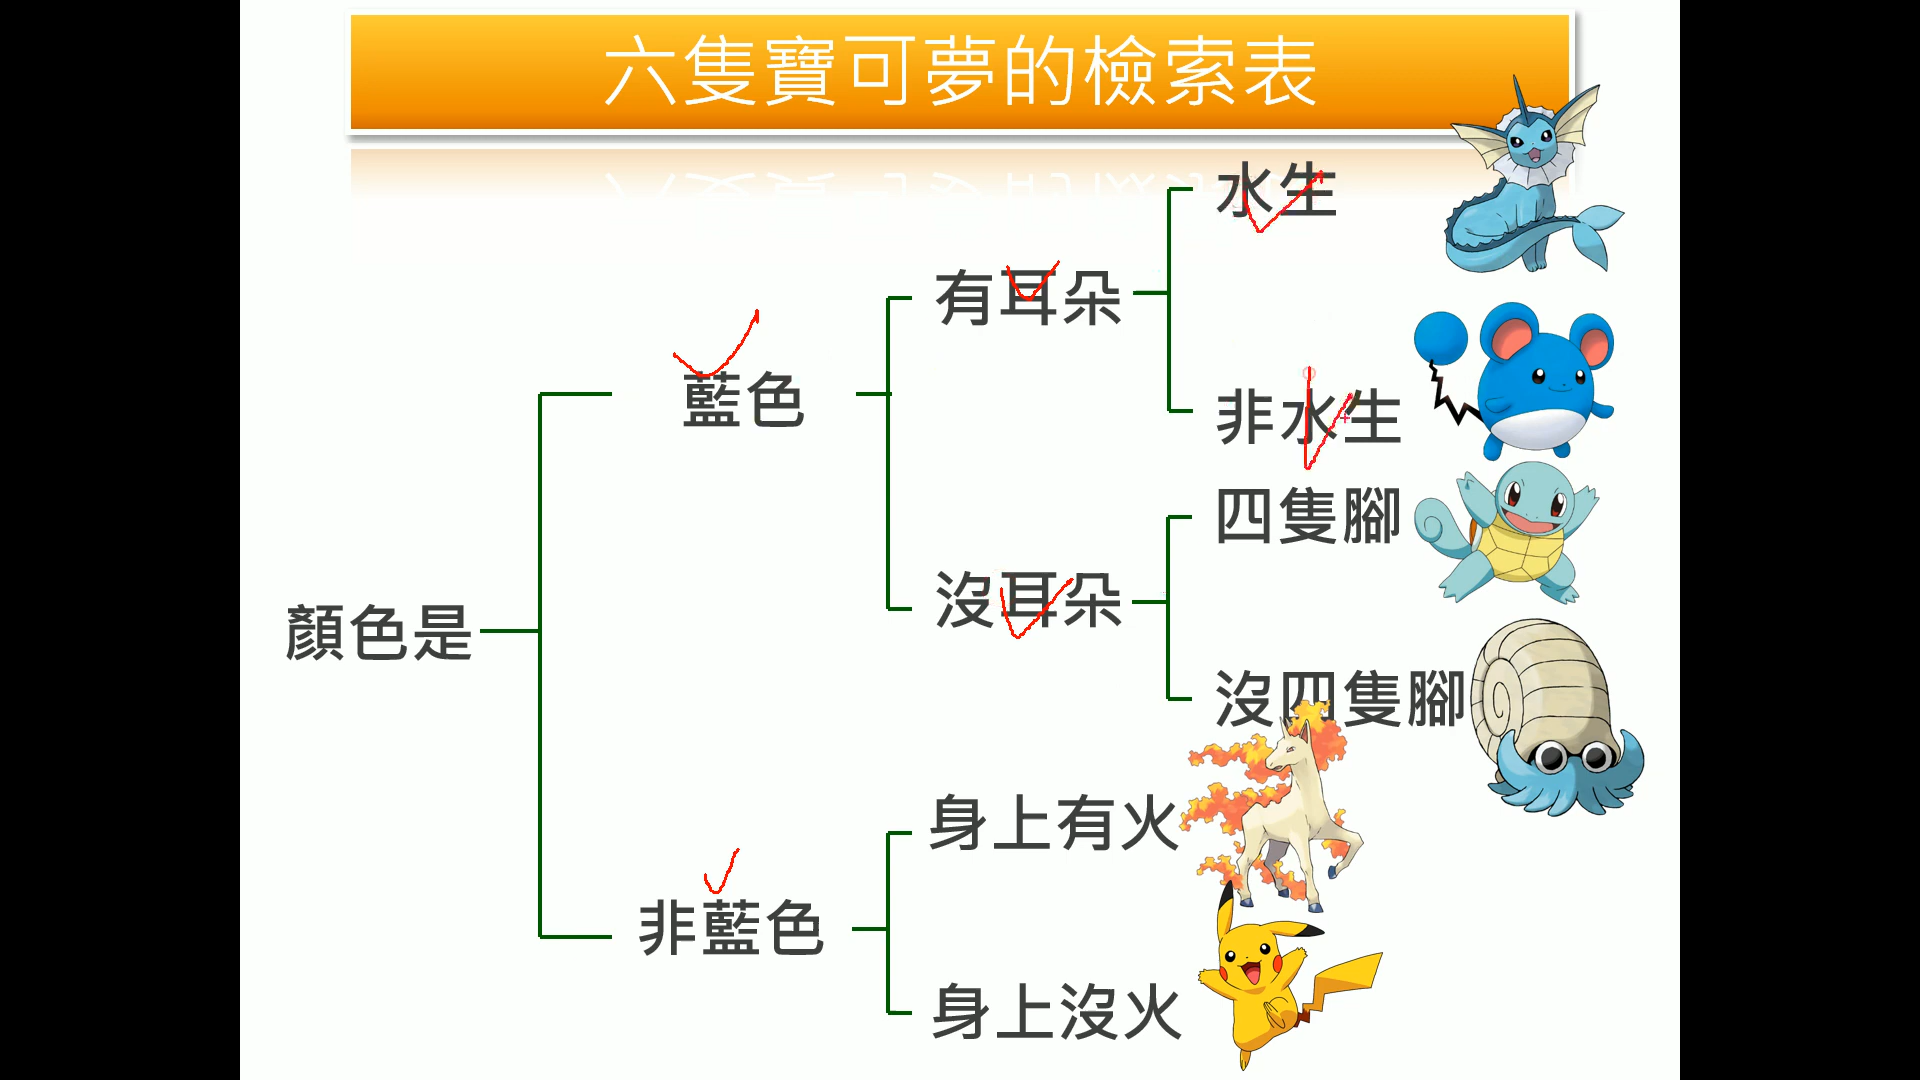 六隻寶可夢的檢索表
水生
有耳朵
藍色
非水生
四隻腳
沒耳朵
顏色是
沒四隻腳
身上有火
非藍色
身上沒火